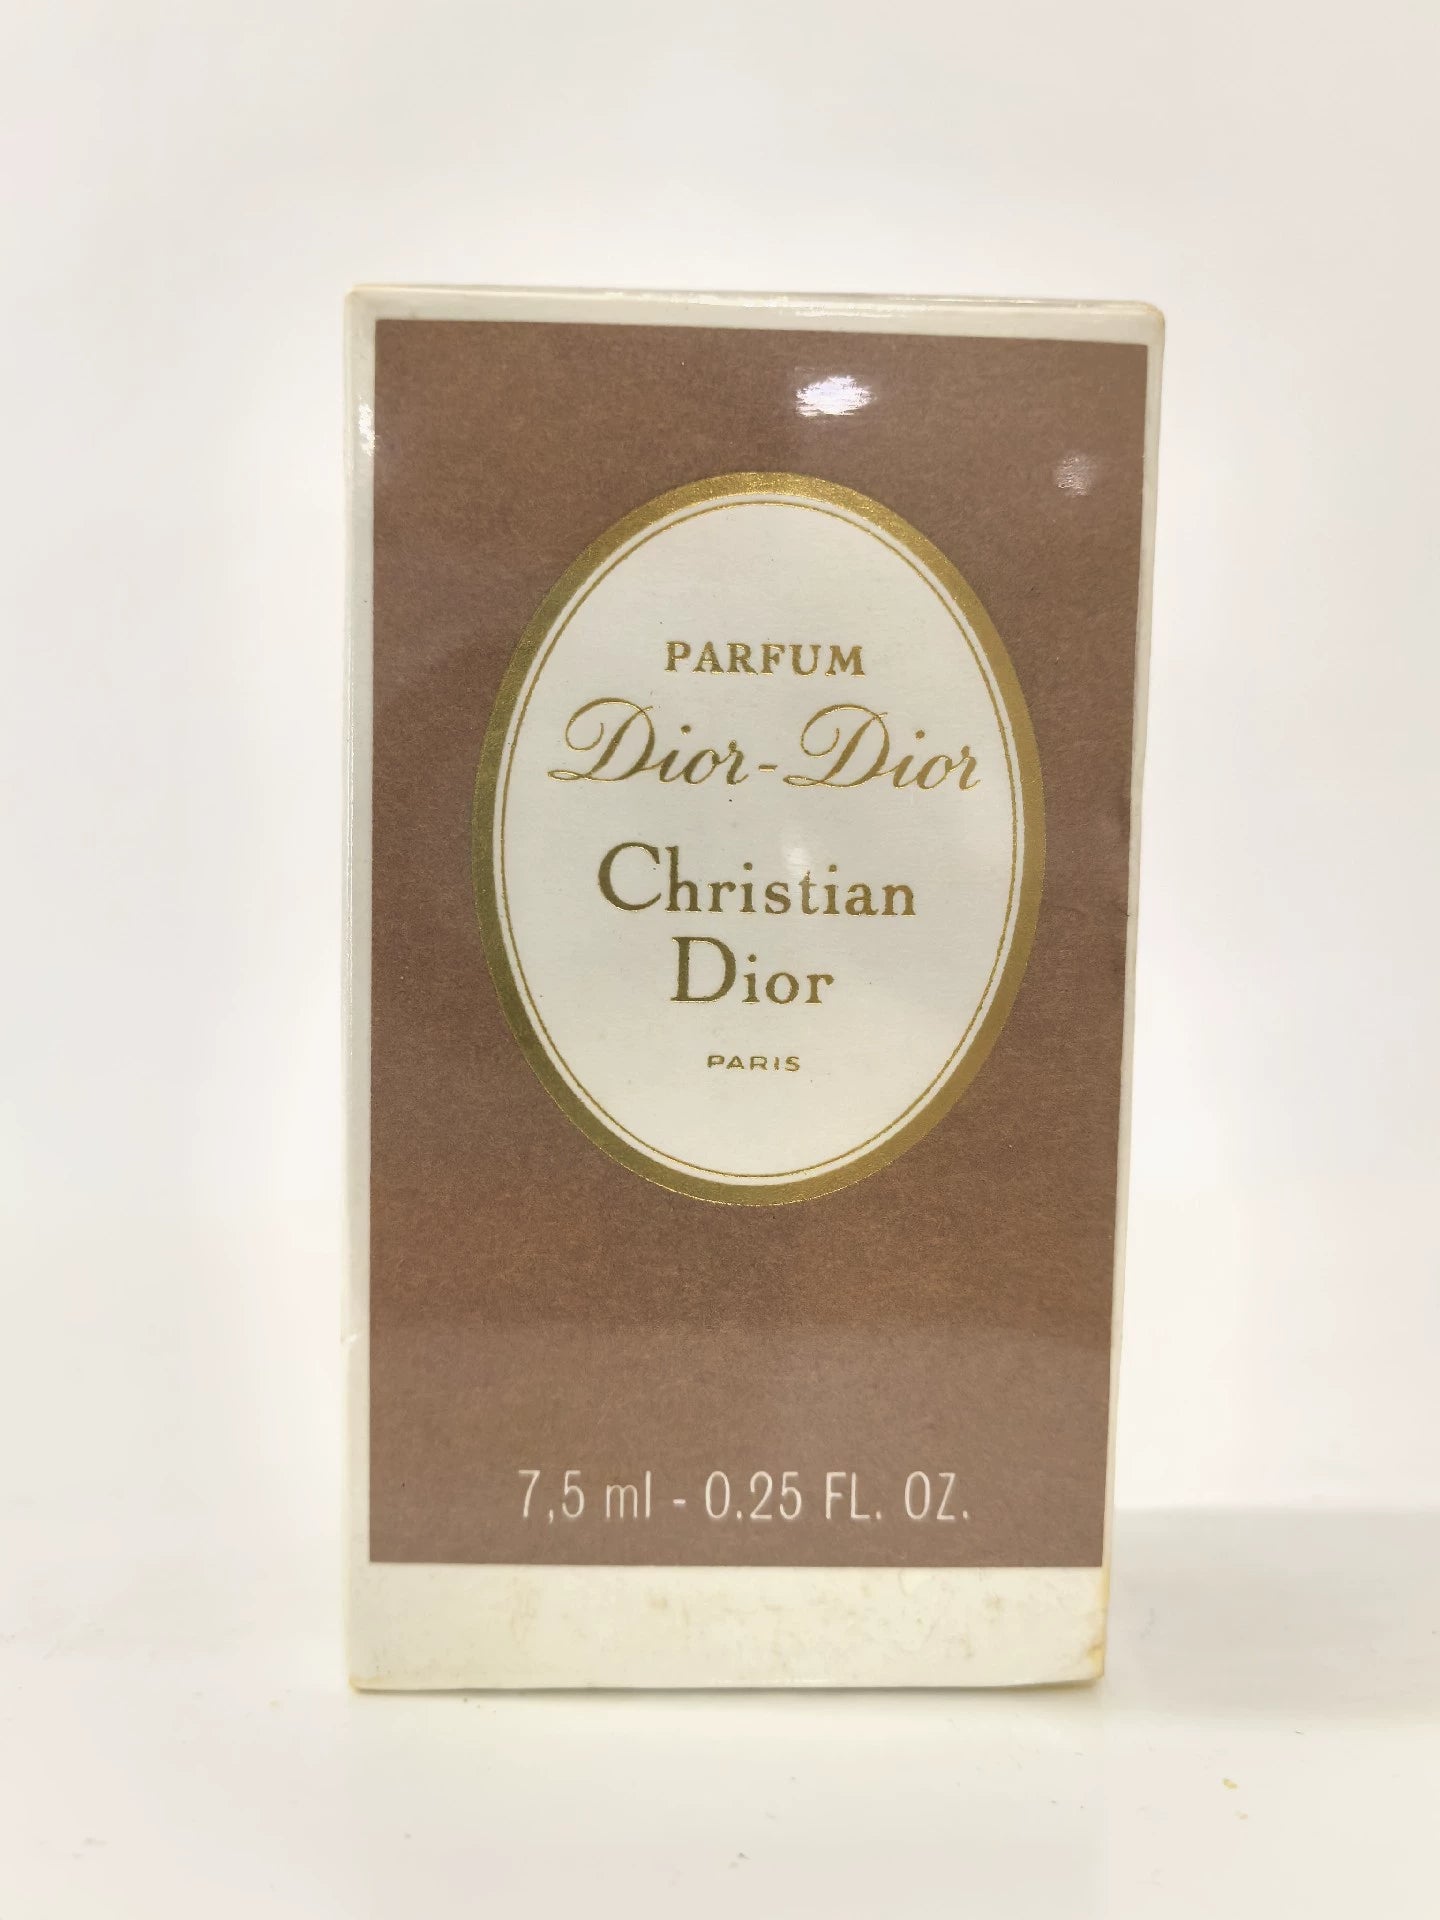 PARFUM
Dior-Dior
Christian
Dior
PARIS
7,5 ml - 0.25 FL. OZ.